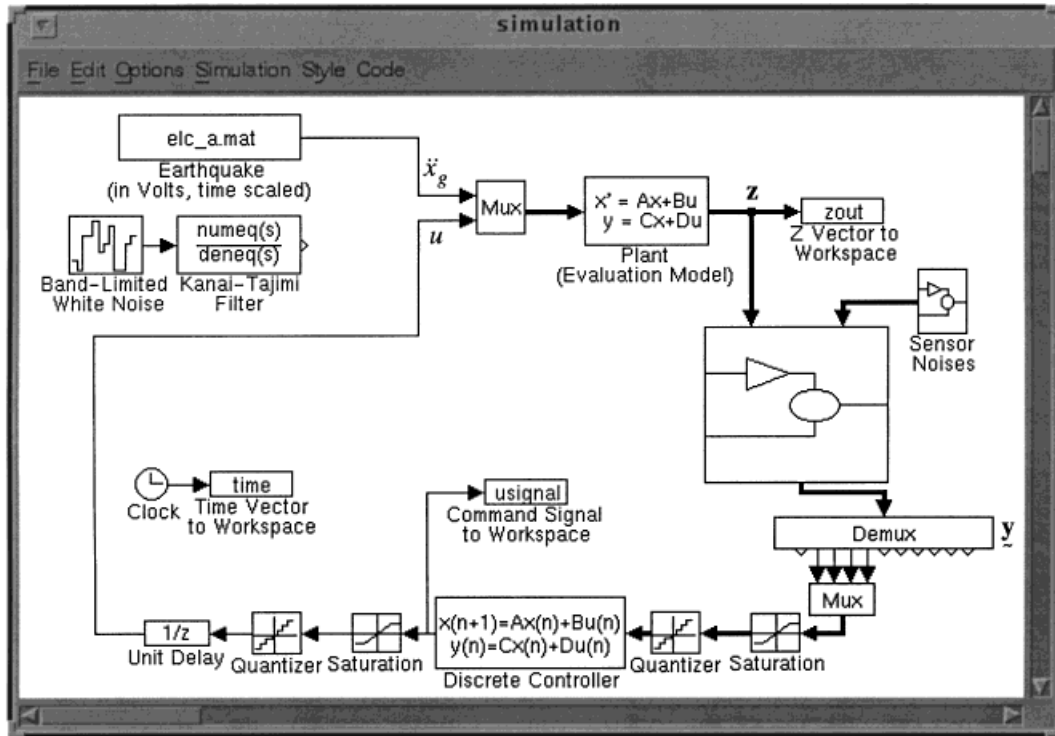 simulation
File Edit Options Simulation Style Code
elc_a.mat
Earthquake
(in Volts, time scaled)
ẍg
u
Mux
x' = Ax+Bu
y = Cx+Du
Plant
(Evaluation Model)
z
zout
Z Vector to
Workspace
Band-Limited
White Noise
numeq(s)
deneq(s)
Kanai-Tajimi
Filter
Sensor
Noises
Clock
time
Time Vector
to Workspace
usignal
Command Signal
to Workspace
Demux
y
~
Mux
1/z
Unit Delay
Quantizer
Saturation
x(n+1)=Ax(n)+Bu(n)
y(n)=Cx(n)+Du(n)
Discrete Controller
Quantizer
Saturation